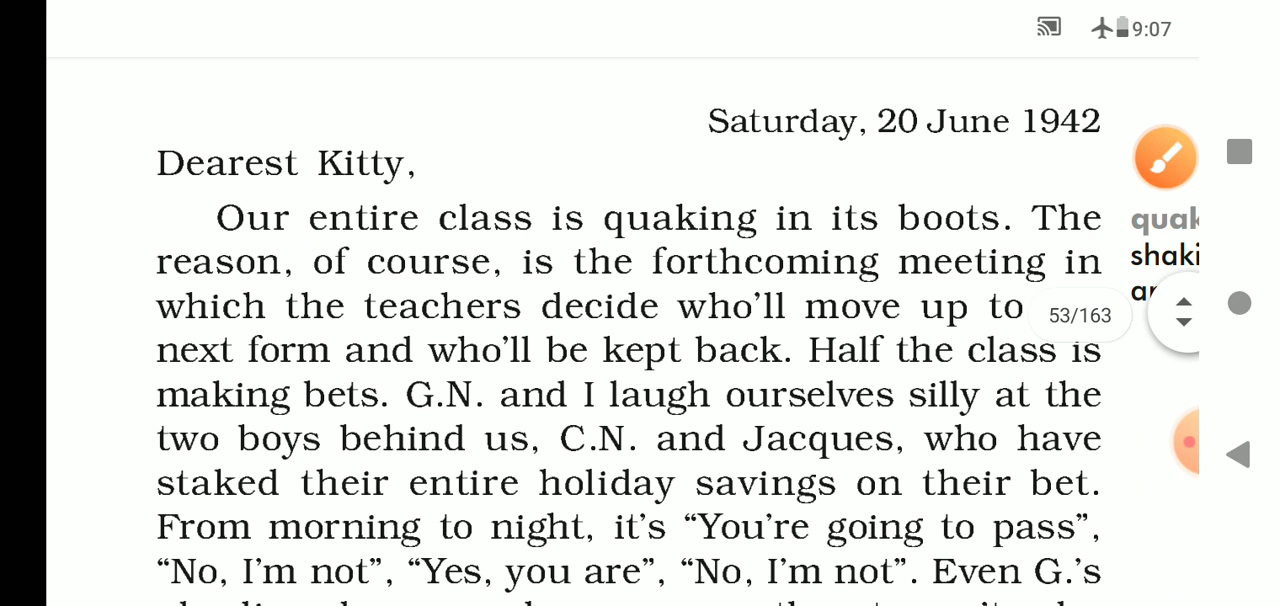 9:07
Saturday, 20 June 1942
Dearest Kitty,
Our entire class is quaking in its boots. The
reason, of course, is the forthcoming meeting in
which the teachers decide who'll move up to
53/163
next form and who'll be kept back. Half the class is
making bets. G.N. and I laugh ourselves silly at the
two boys behind us, C.N. and Jacques, who have
staked their entire holiday savings on their bet.
From morning to night, it's “You're going to pass”,
“No, I'm not”, “Yes, you are”, “No, I'm not”. Even G.'s
quak
shaki